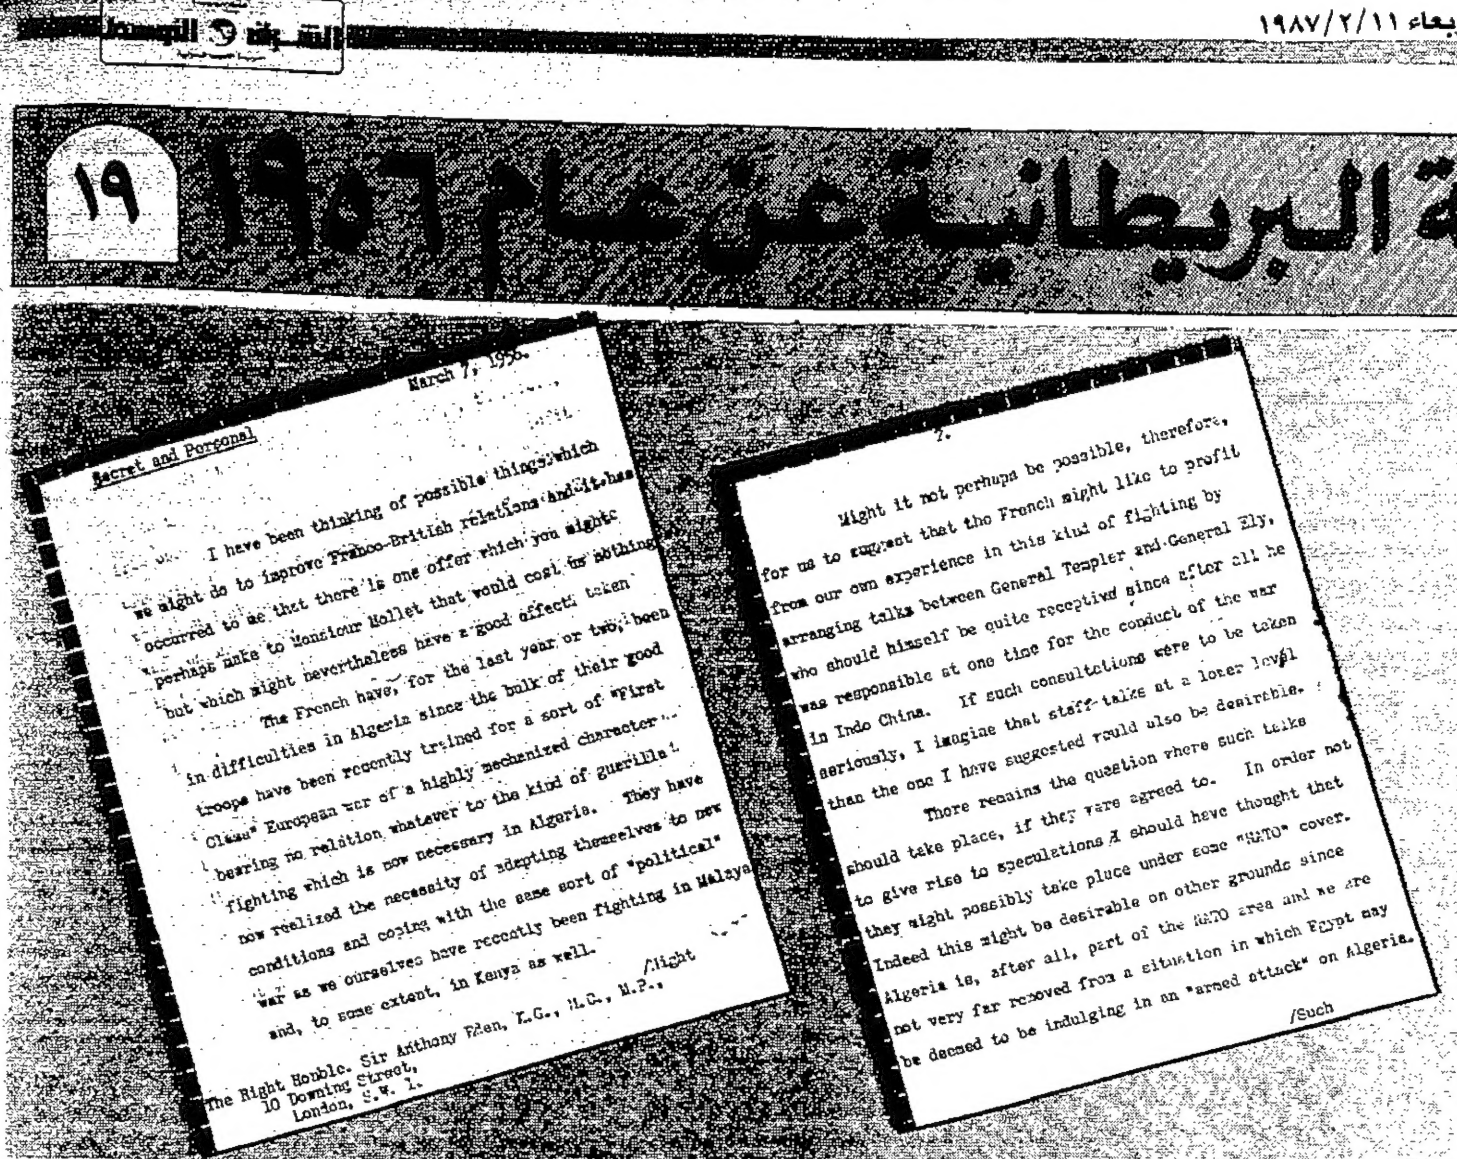 ١٩٨٧/٢/١١
ة البريطانية عن عام ١٩٥٦
١٩
March 7, 1956.
Secret and Personal
I have been thinking of possible things which
we might do to improve Franco-British relations and it has
occurred to me that there is one offer which you might
perhaps make to Monsieur Mollet that would cost us nothing
but which might nevertheless have a good effect.
The French have, for the last year or two, been
in difficulties in Algeria since the bulk of their good
troops have been recently trained for a sort of "First
Class" European war of a highly mechanized character
bearing no relation whatever to the kind of guerilla
fighting which is now necessary in Algeria. They have
now realized the necessity of adapting themselves to new
conditions and coping with the same sort of "political"
war as we ourselves have recently been fighting in Malaya
and, to some extent, in Kenya as well.
/Might
The Right Honble. Sir Anthony Eden, K.G., M.C., M.P.,
10 Downing Street,
London, S.W. 1.
2.
Might it not perhaps be possible, therefore,
for us to suggest that the French might like to profit
from our own experience in this kind of fighting by
arranging talks between General Templer and General Ely,
who should himself be quite receptive since after all he
was responsible at one time for the conduct of the war
in Indo China. If such consultations were to be taken
seriously, I imagine that staff talks at a lower level
than the one I have suggested would also be desirable.
There remains the question where such talks
should take place, if they were agreed to. In order not
to give rise to speculations I should have thought that
they might possibly take place under some "NATO" cover.
Indeed this might be desirable on other grounds since
Algeria is, after all, part of the NATO area and we are
not very far removed from a situation in which Egypt may
be deemed to be indulging in an "armed attack" on Algeria.
/Such